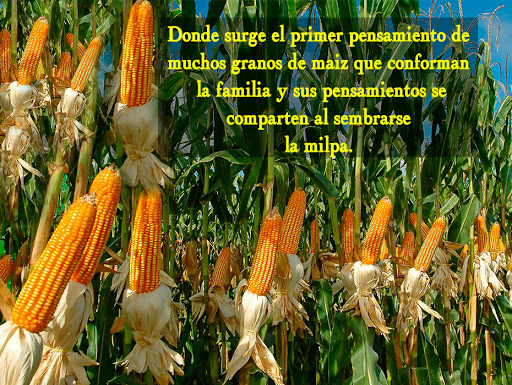 Donde surge el primer pensamiento de
muchos granos de maiz que conforman
la familia y sus pensamientos se
comparten al sembrarse
la milpa.